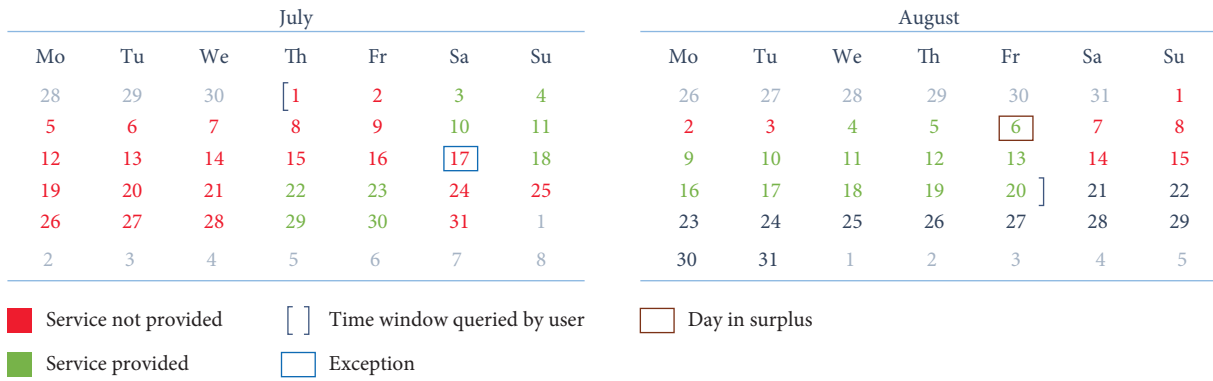 July
Mo Tu We Th Fr Sa Su
28 29 30 [1 2 3 4
5 6 7 8 9 10 11
12 13 14 15 16 17 18
19 20 21 22 23 24 25
26 27 28 29 30 31 1
2 3 4 5 6 7 8
August
Mo Tu We Th Fr Sa Su
26 27 28 29 30 31 1
2 3 4 5 6 7 8
9 10 11 12 13 14 15
16 17 18 19 20 ] 21 22
23 24 25 26 27 28 29
30 31 1 2 3 4 5
Service not provided
[ ] Time window queried by user
Day in surplus
Service provided
Exception